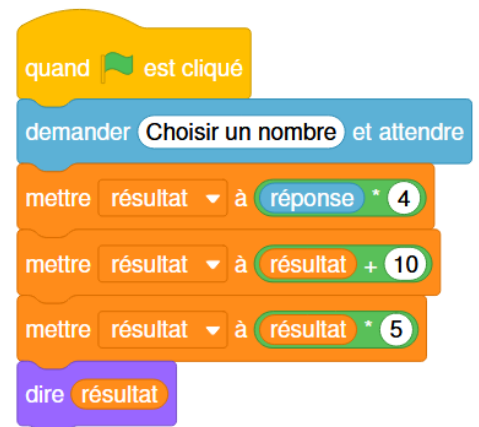 quand est cliqué
demander Choisir un nombre et attendre
mettre résultat à réponse * 4
mettre résultat à résultat + 10
mettre résultat à résultat * 5
dire résultat